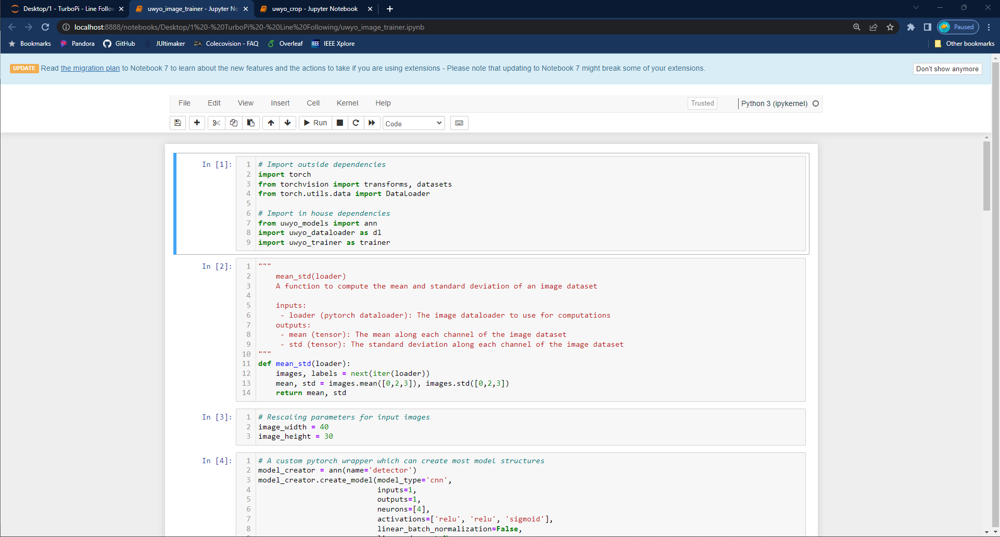 Desktop/1 - TurboPi - Line Follow
uwyo_image_trainer - Jupyter No
uwyo_crop - Jupyter Notebook
localhost:8888/notebooks/Desktop/1%20-%20TurboPi%20-%20Line%20Following/uwyo_image_trainer.ipynb
Paused
Bookmarks Pandora GitHub JUltimaker Colecovision - FAQ Overleaf IEEE IEEE Xplore Other bookmarks
UPDATE Read the migration plan to Notebook 7 to learn about the new features and the actions to take if you are using extensions - Please note that updating to Notebook 7 might break some of your extensions. Don't show anymore
File Edit View Insert Cell Kernel Help Trusted Python 3 (ipykernel)
Run Code
In [1]:
1 # Import outside dependencies
2 import torch
3 from torchvision import transforms, datasets
4 from torch.utils.data import DataLoader
5
6 # Import in house dependencies
7 from uwyo_models import ann
8 import uwyo_dataloader as dl
9 import uwyo_trainer as trainer
In [2]:
1 """
2 mean_std(loader)
3 A function to compute the mean and standard deviation of an image dataset
4
5 inputs:
6 - loader (pytorch dataloader): The image dataloader to use for computations
7 outputs:
8 - mean (tensor): The mean along each channel of the image dataset
9 - std (tensor): The standard deviation along each channel of the image dataset
10 """
11 def mean_std(loader):
12 images, labels = next(iter(loader))
13 mean, std = images.mean([0,2,3]), images.std([0,2,3])
14 return mean, std
In [3]:
1 # Rescaling parameters for input images
2 image_width = 40
3 image_height = 30
In [4]:
1 # A custom pytorch wrapper which can create most model structures
2 model_creator = ann(name='detector')
3 model_creator.create_model(model_type='cnn',
4 inputs=1,
5 outputs=1,
6 neurons=[4],
7 activations=['relu', 'relu', 'sigmoid'],
8 linear_batch_normalization=False,